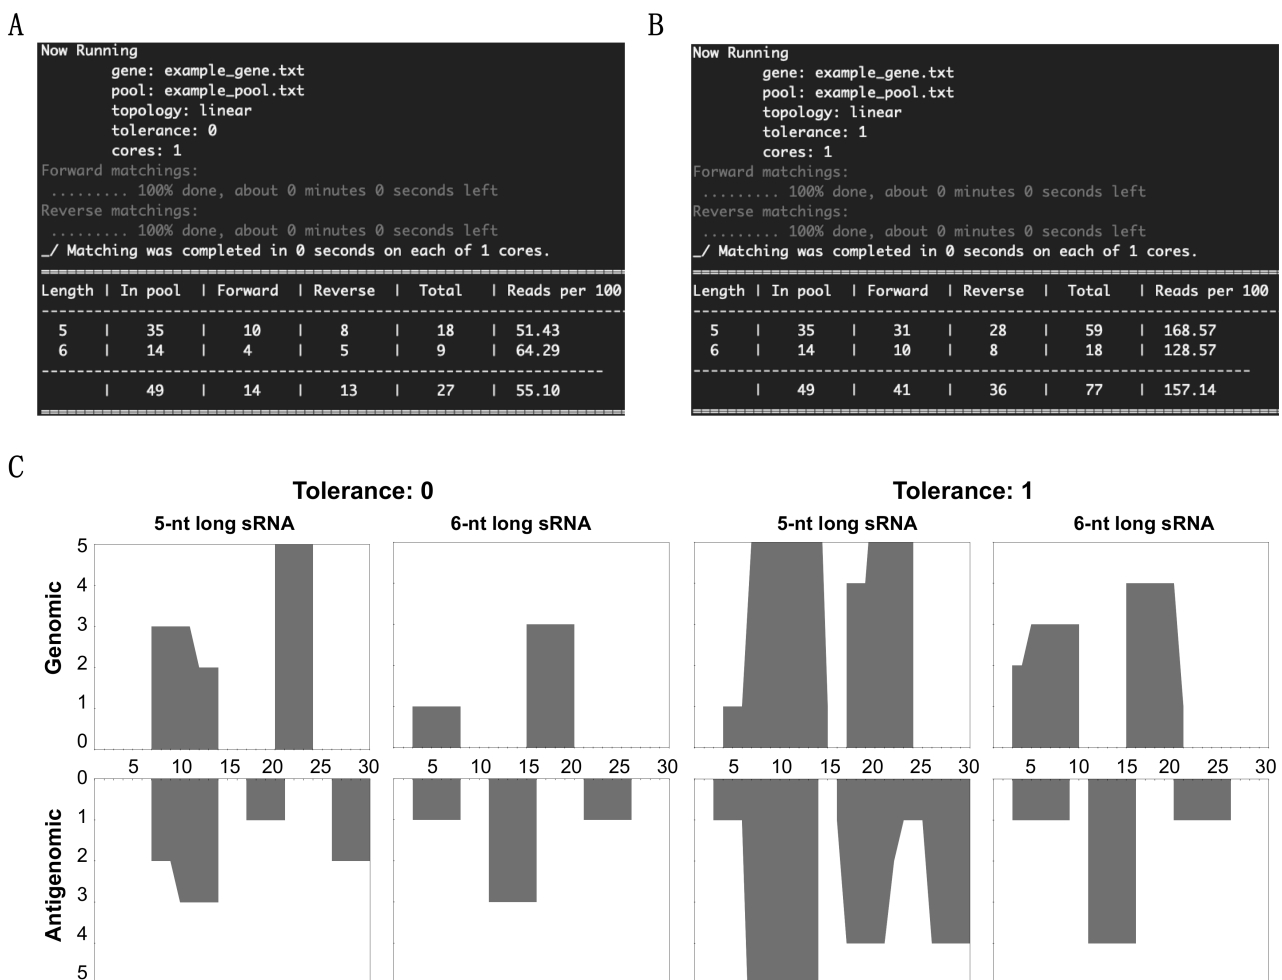 A
Now Running
gene: example_gene.txt
pool: example_pool.txt
topology: linear
tolerance: 0
cores: 1
Forward matchings:
......... 100% done, about 0 minutes 0 seconds left
Reverse matchings:
......... 100% done, about 0 minutes 0 seconds left
_/ Matching was completed in 0 seconds on each of 1 cores.
Length | In pool | Forward | Reverse | Total | Reads per 100
5 | 35 | 10 | 8 | 18 | 51.43
6 | 14 | 4 | 5 | 9 | 64.29
| 49 | 14 | 13 | 27 | 55.10
B
Now Running
gene: example_gene.txt
pool: example_pool.txt
topology: linear
tolerance: 1
cores: 1
Forward matchings:
......... 100% done, about 0 minutes 0 seconds left
Reverse matchings:
......... 100% done, about 0 minutes 0 seconds left
_/ Matching was completed in 0 seconds on each of 1 cores.
Length | In pool | Forward | Reverse | Total | Reads per 100
5 | 35 | 31 | 28 | 59 | 168.57
6 | 14 | 10 | 8 | 18 | 128.57
| 49 | 41 | 36 | 77 | 157.14
C
Tolerance: 0 Tolerance: 1
5-nt long sRNA 6-nt long sRNA 5-nt long sRNA 6-nt long sRNA
Genomic
5
4
3
2
1
0
5 10 15 20 25 30 5 10 15 20 25 30 5 10 15 20 25 30 5 10 15 20 25 30
Antigenomic
0
1
2
3
4
5